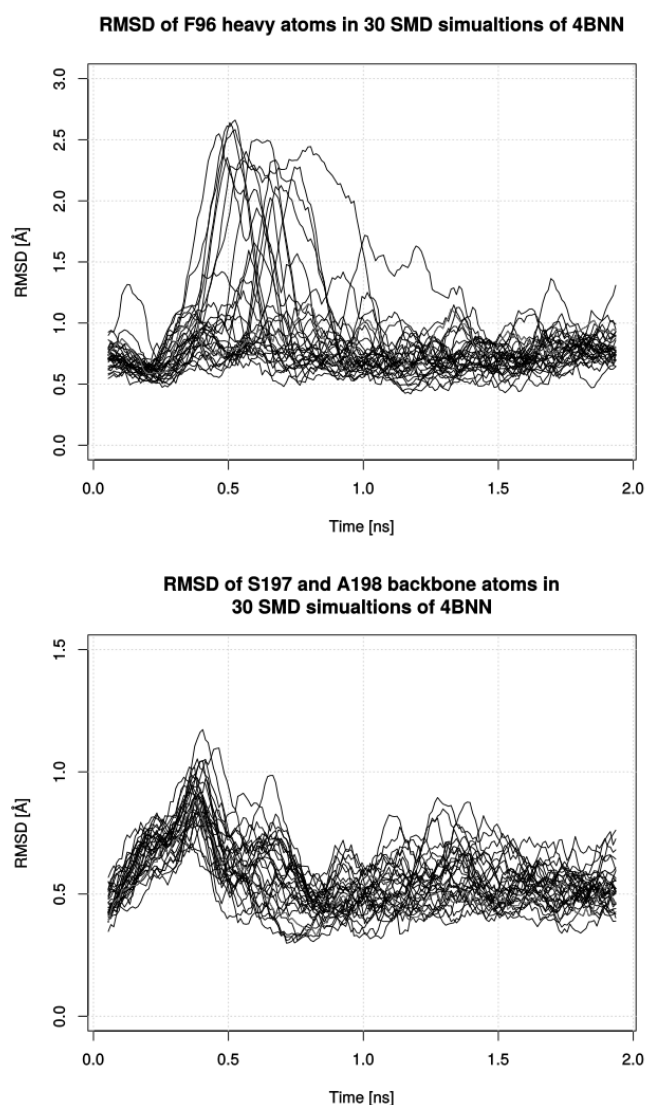 RMSD of F96 heavy atoms in 30 SMD simualtions of 4BNN
3.0
2.5
2.0
1.5
1.0
0.5
0.0
RMSD [Å]
0.0 0.5 1.0 1.5 2.0
Time [ns]
RMSD of S197 and A198 backbone atoms in
30 SMD simualtions of 4BNN
1.5
1.0
0.5
0.0
RMSD [Å]
0.0 0.5 1.0 1.5 2.0
Time [ns]